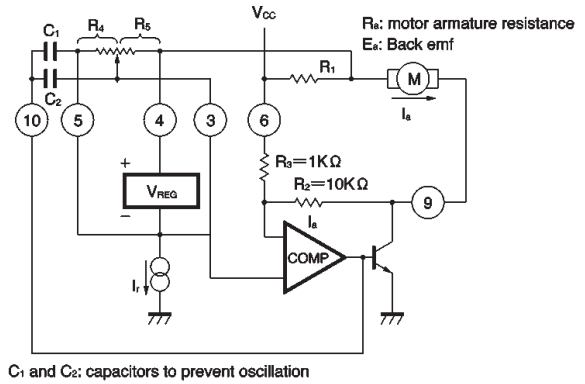 C₁
R₄
R₅
Vcc
Rₐ: motor armature resistance
Eₐ: Back emf
C₂
R₁
M
Iₐ
10
5
4
3
6
+
VREG
−
R₃=1KΩ
R₂=10KΩ
9
Iₐ
COMP
Iᵣ
C₁ and C₂: capacitors to prevent oscillation